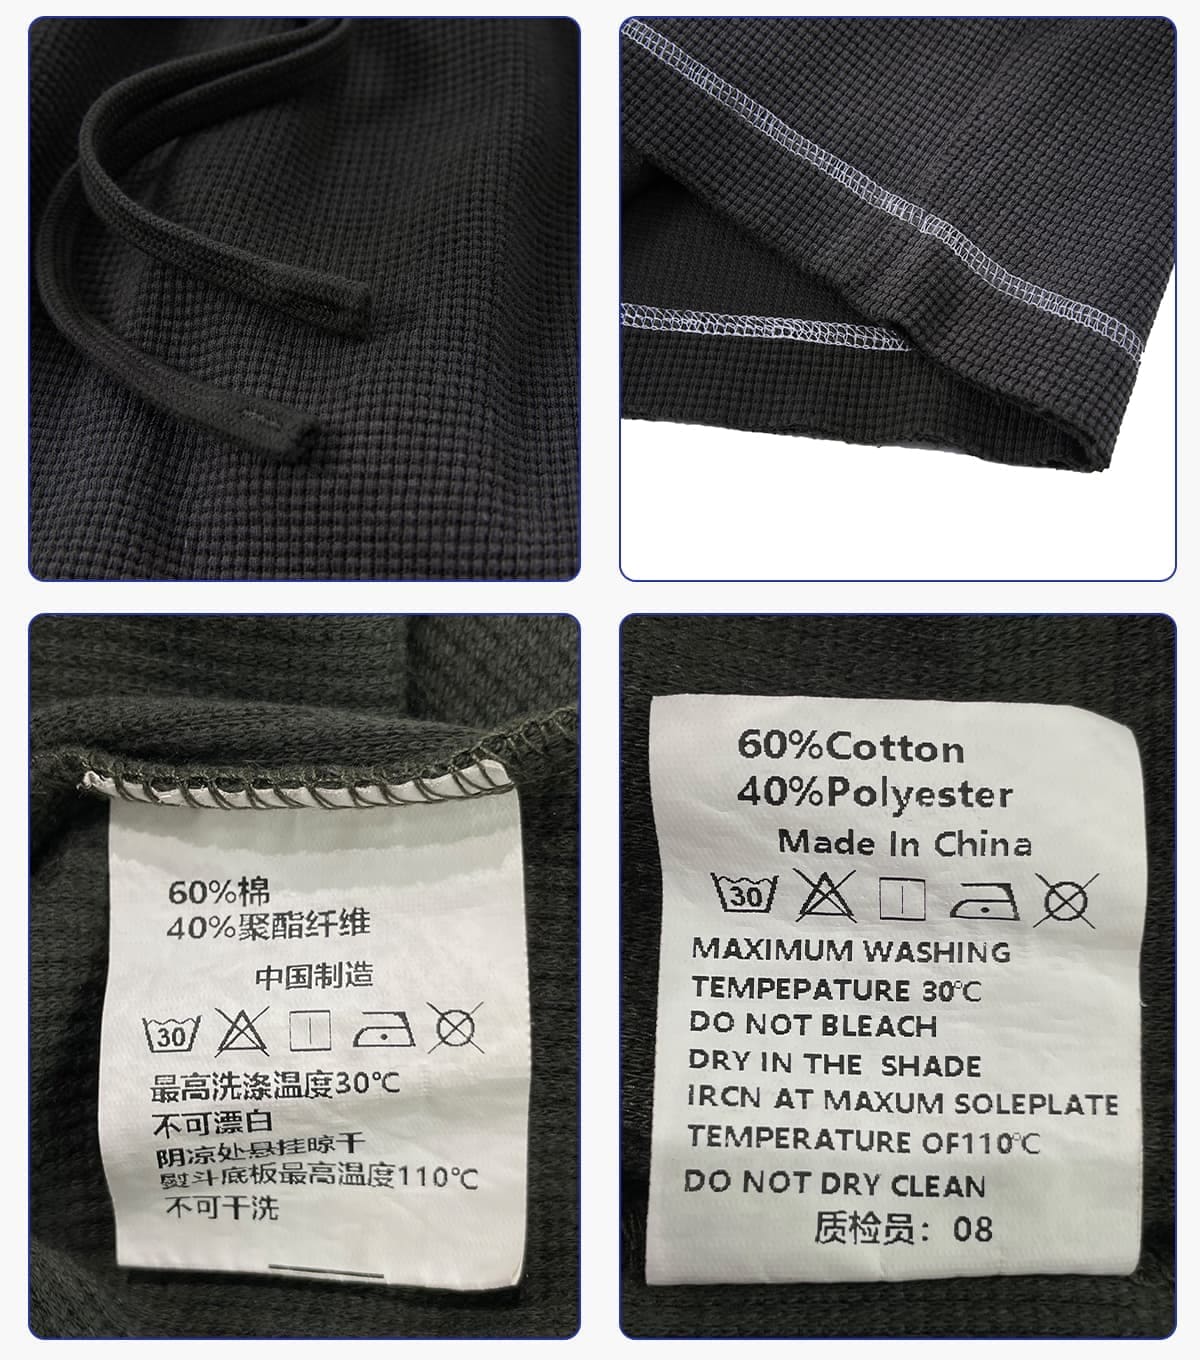 60%棉
40%聚酯纤维
中国制造
30
最高洗涤温度30℃
不可漂白
阴凉处悬挂晾干
熨斗底板最高温度110℃
不可干洗
60%Cotton
40%Polyester
Made In China
30
MAXIMUM WASHING
TEMPEPATURE 30℃
DO NOT BLEACH
DRY IN THE SHADE
IRCN AT MAXUM SOLEPLATE
TEMPERATURE OF110℃
DO NOT DRY CLEAN
质检员：08